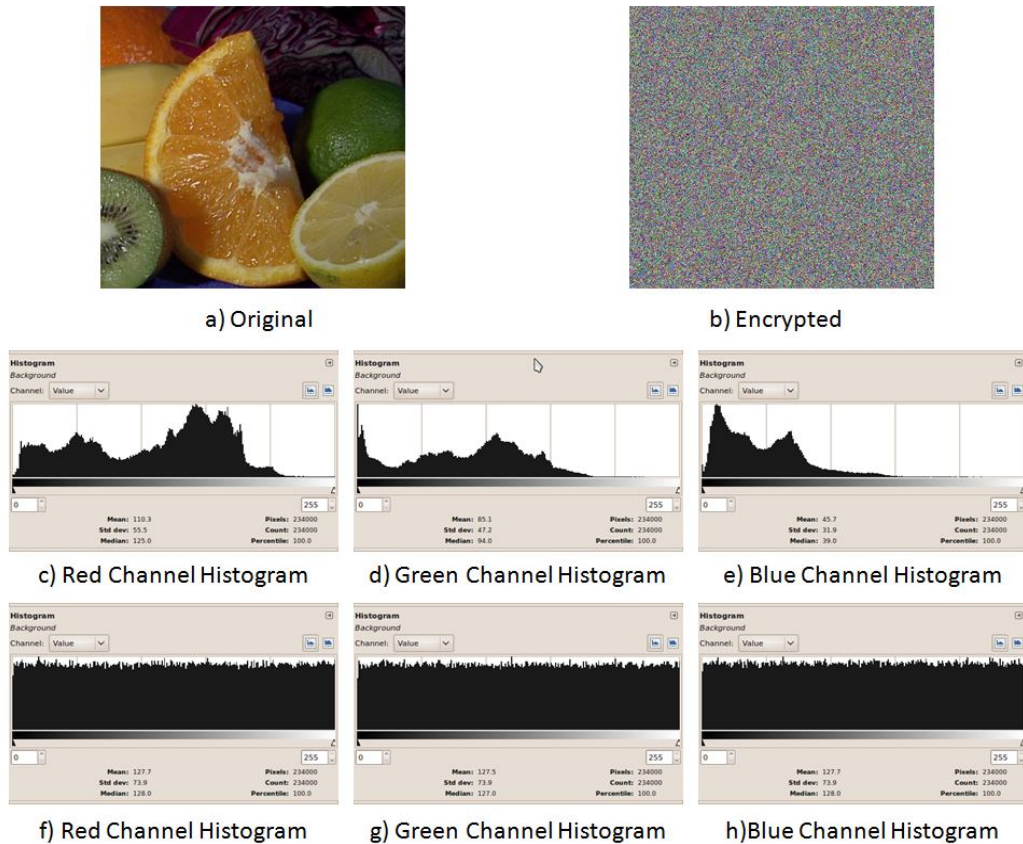 a) Original
b) Encrypted
Histogram
Background
Channel: Value
0
255
Mean: 110.3
Pixels: 234000
Std dev: 55.5
Count: 234000
Median: 125.0
Percentile: 100.0
c) Red Channel Histogram
Histogram
Background
Channel: Value
0
255
Mean: 85.1
Pixels: 234000
Std dev: 47.2
Count: 234000
Median: 94.0
Percentile: 100.0
d) Green Channel Histogram
Histogram
Background
Channel: Value
0
255
Mean: 45.7
Pixels: 234000
Std dev: 31.9
Count: 234000
Median: 39.0
Percentile: 100.0
e) Blue Channel Histogram
Histogram
Background
Channel: Value
0
255
Mean: 127.7
Pixels: 234000
Std dev: 73.9
Count: 234000
Median: 128.0
Percentile: 100.0
f) Red Channel Histogram
Histogram
Background
Channel: Value
0
255
Mean: 127.5
Pixels: 234000
Std dev: 73.9
Count: 234000
Median: 127.0
Percentile: 100.0
g) Green Channel Histogram
Histogram
Background
Channel: Value
0
255
Mean: 127.7
Pixels: 234000
Std dev: 73.9
Count: 234000
Median: 128.0
Percentile: 100.0
h)Blue Channel Histogram